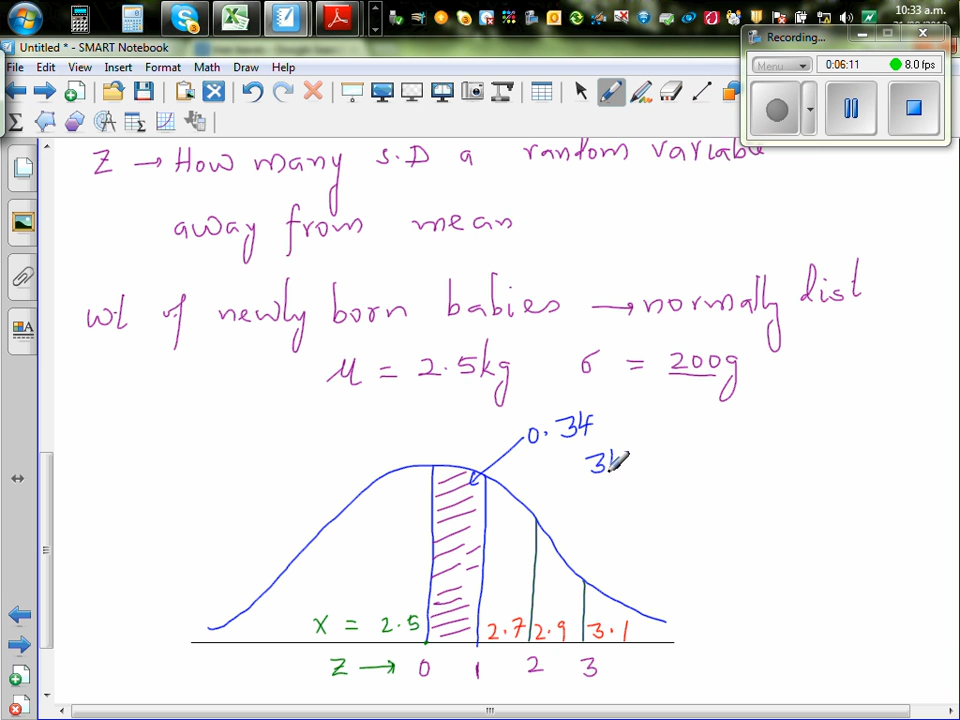 10:33 a.m.
Untitled * - SMART Notebook
Recording...
File Edit View Insert Format Math Draw Help
Menu
0:06:11
8.0 fps
Z → How many S.D a random variable
away from mean
wt of newly born babies → normally dist
μ = 2.5kg σ = 200g
0.34
34
X = 2.5 2.7 2.9 3.1
Z → 0 1 2 3